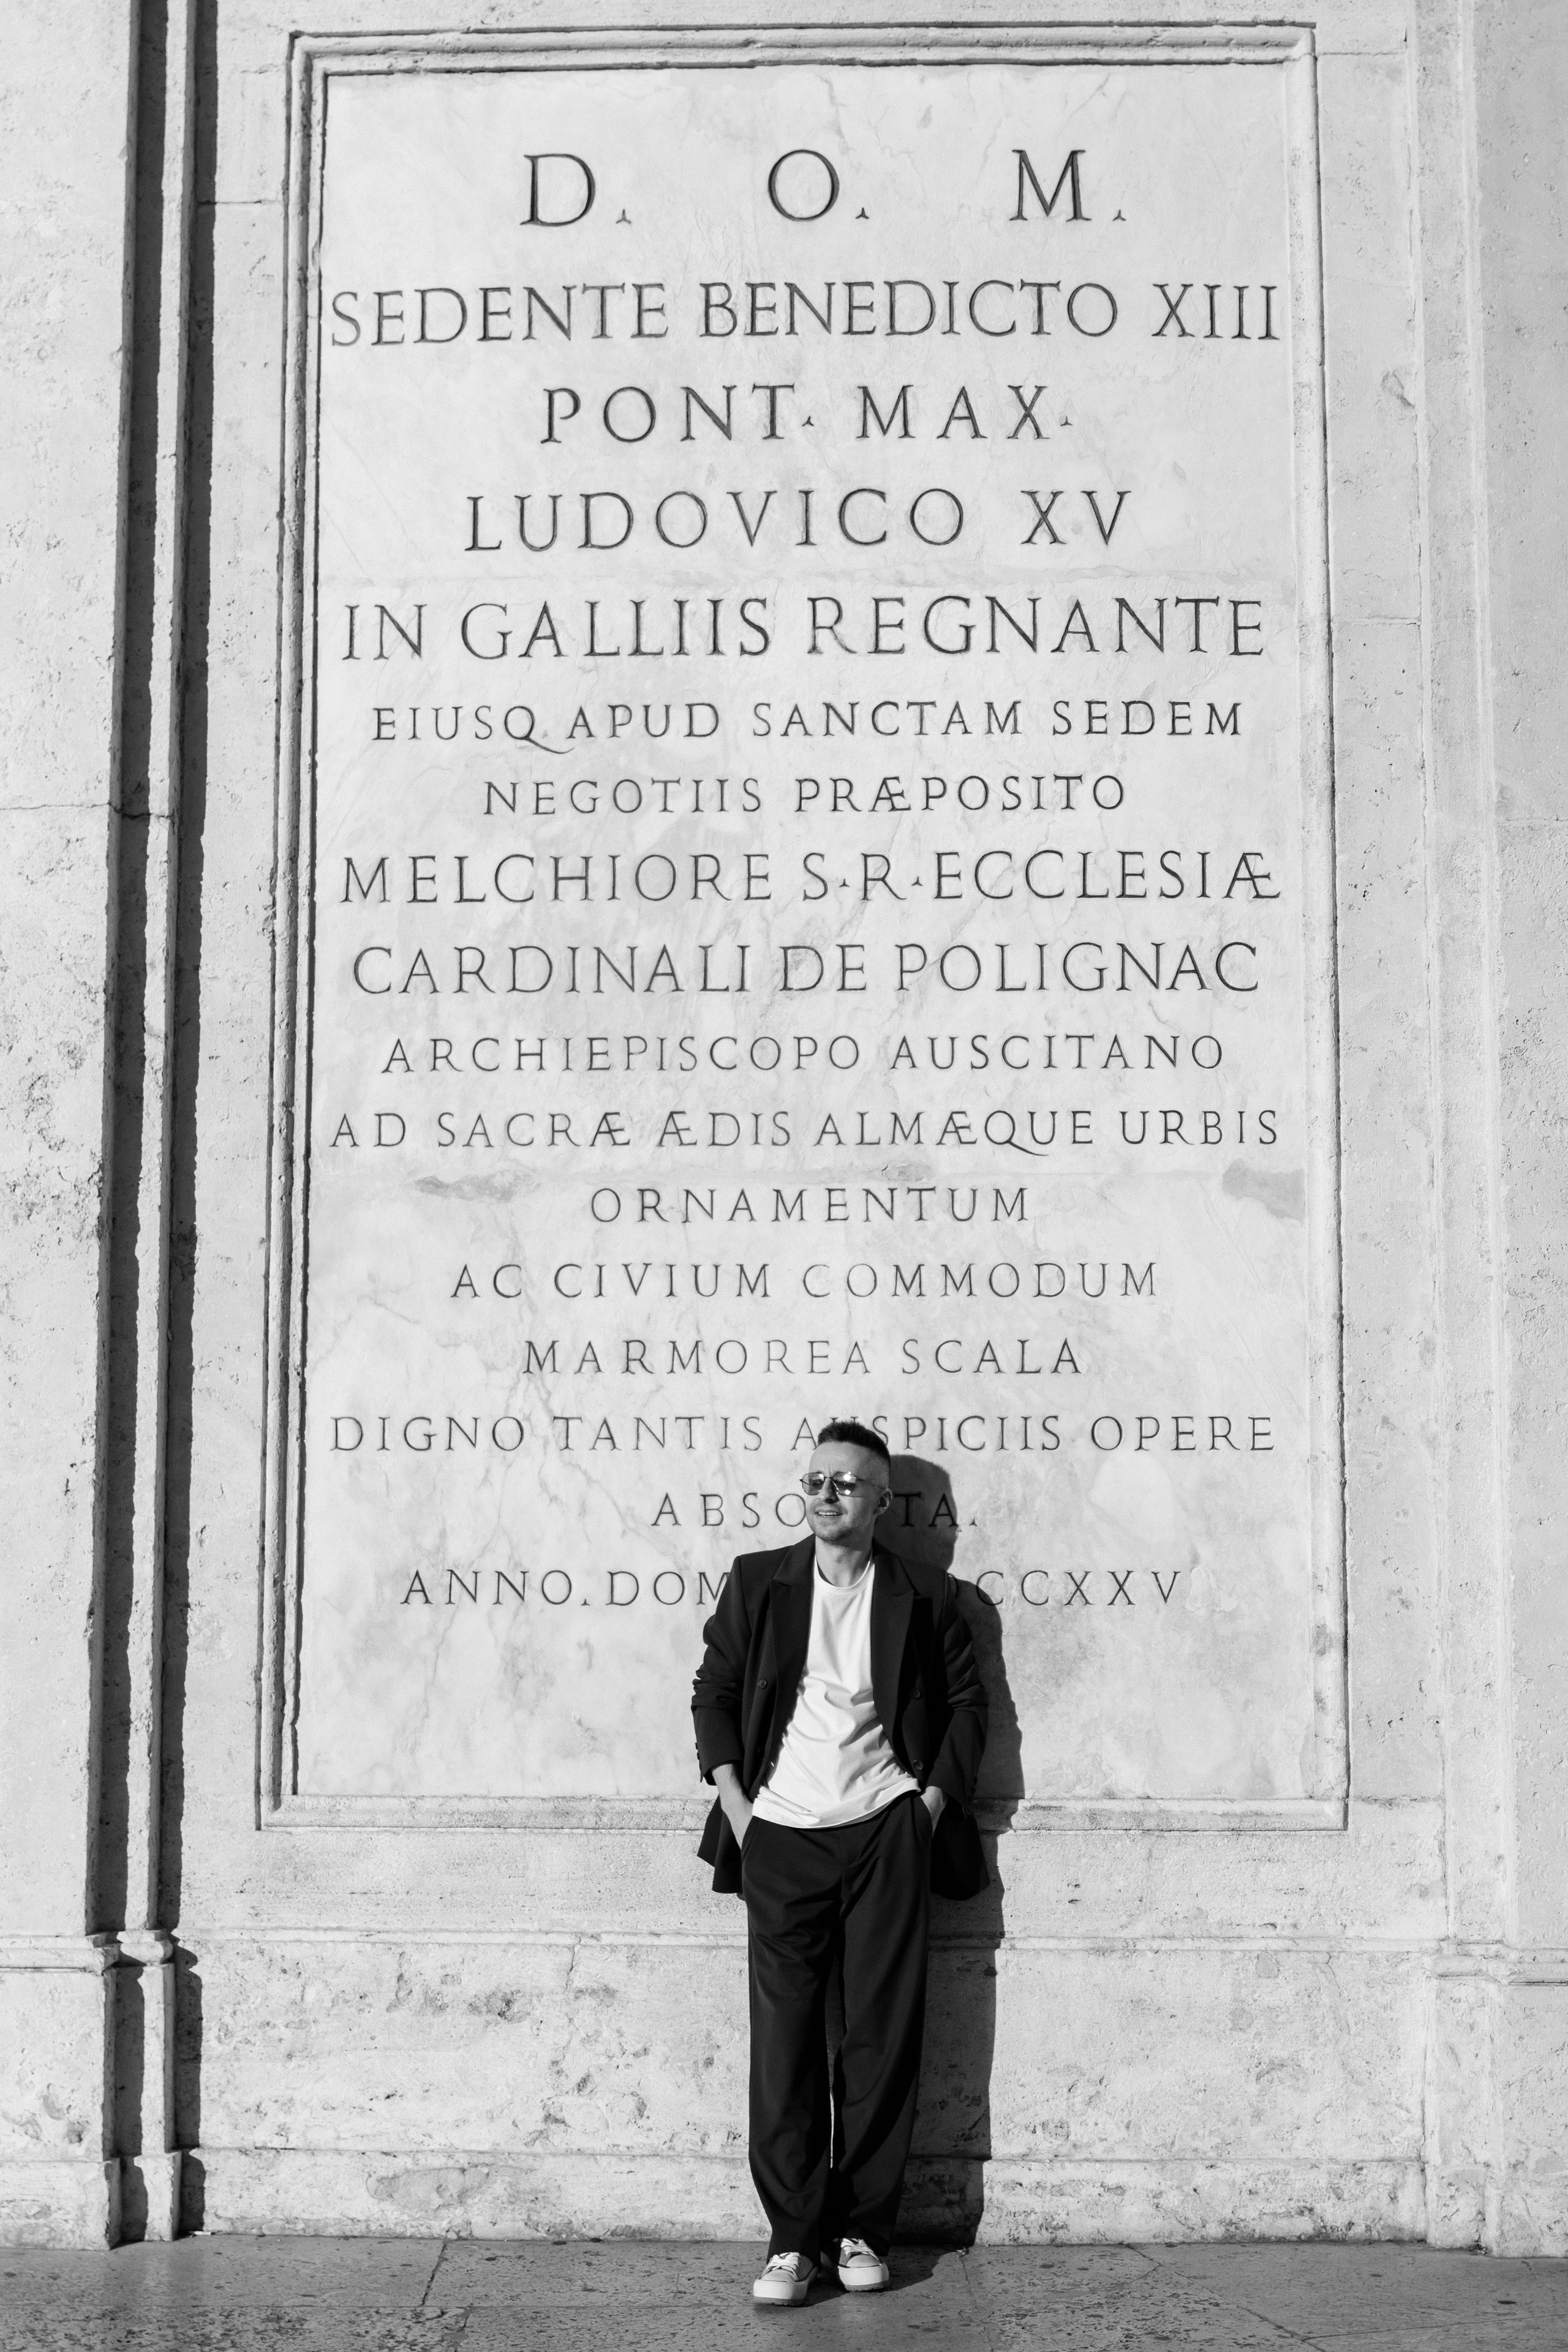 D. O. M.
SEDENTE BENEDICTO XIII
PONT· MAX·
LUDOVICO XV
IN GALLIIS REGNANTE
EIUSQ. APUD SANCTAM SEDEM
NEGOTIIS PRÆPOSITO
MELCHIORE S·R·ECCLESIÆ
CARDINALI DE POLIGNAC
ARCHIEPISCOPO AUSCITANO
AD SACRÆ ÆDIS ALMÆQUE URBIS
ORNAMENTUM
AC CIVIUM COMMODUM
MARMOREA SCALA
DIGNO TANTIS AUSPICIIS OPERE
ANNO.